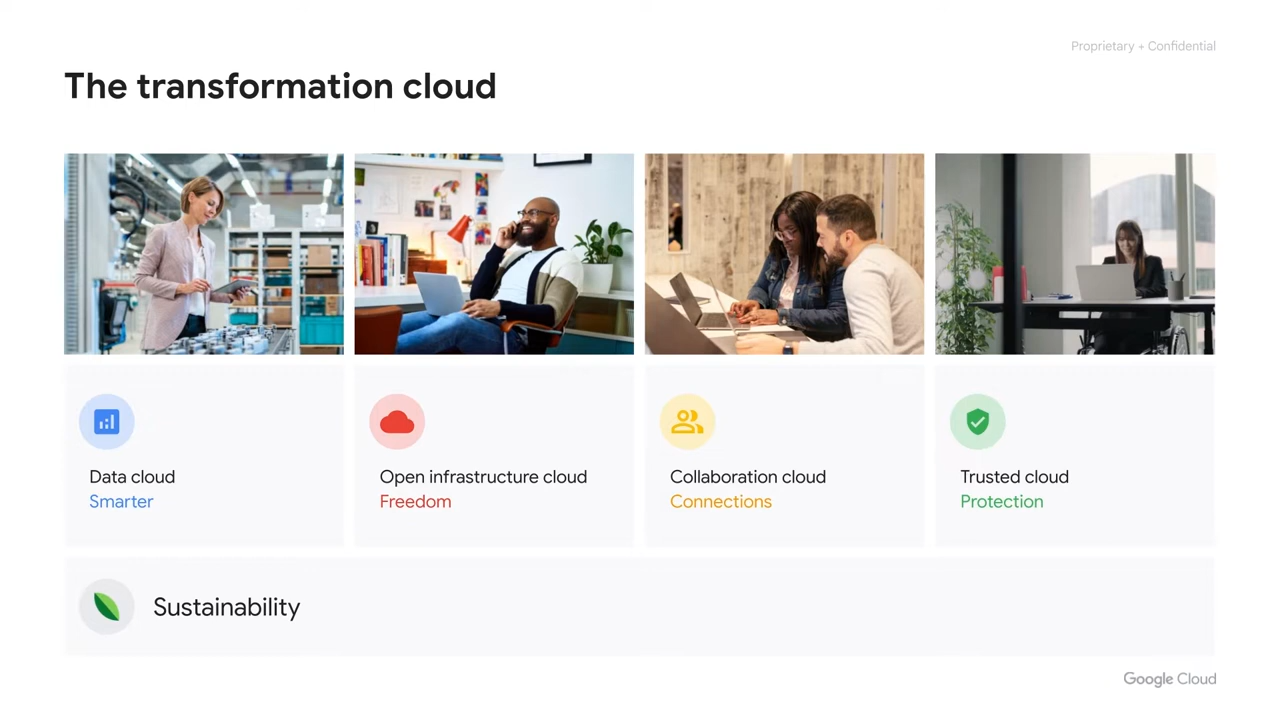 Proprietary + Confidential
The transformation cloud
Data cloud
Smarter
Open infrastructure cloud
Freedom
Collaboration cloud
Connections
Trusted cloud
Protection
Sustainability
Google Cloud